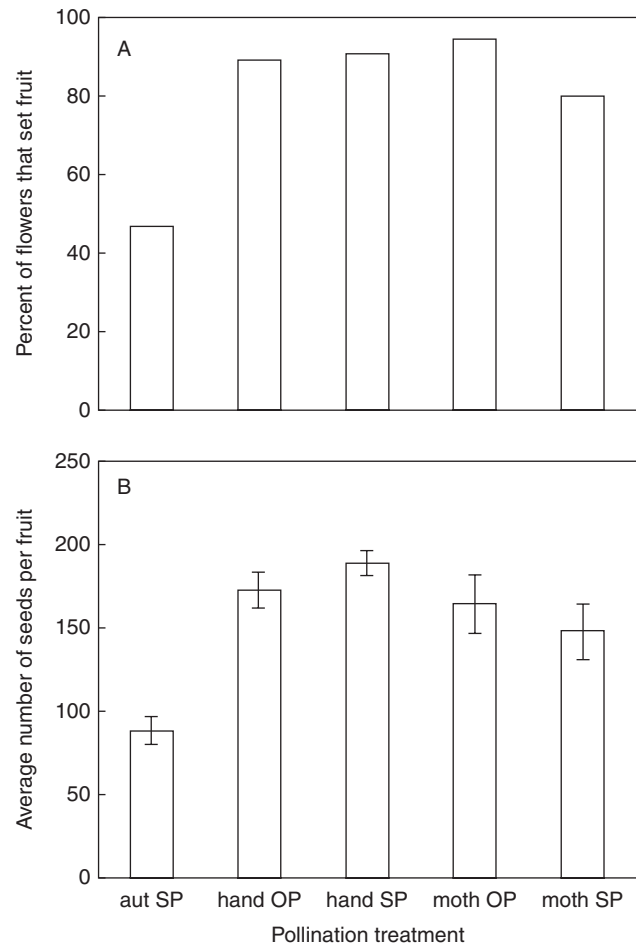 100
A
80
60
40
20
0
Percent of flowers that set fruit
250
B
200
150
100
50
0
Average number of seeds per fruit
aut SP hand OP hand SP moth OP moth SP
Pollination treatment